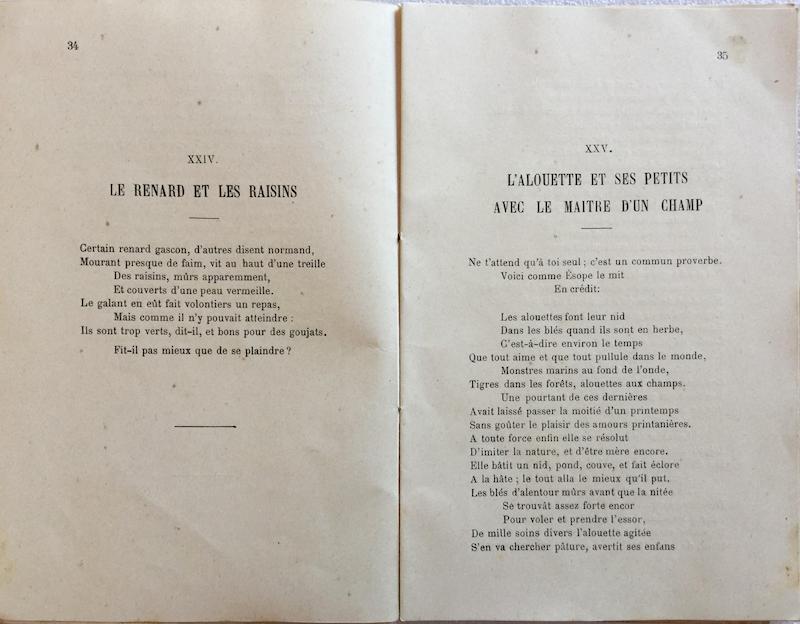 34
XXIV.
LE RENARD ET LES RAISINS
Certain renard gascon, d'autres disent normand,
Mourant presque de faim, vit au haut d'une treille
Des raisins, mûrs apparemment,
Et couverts d'une peau vermeille.
Le galant en eût fait volontiers un repas,
Mais comme il n'y pouvait atteindre :
Ils sont trop verts, dit-il, et bons pour des goujats.
Fit-il pas mieux que de se plaindre ?
35
XXV.
L'ALOUETTE ET SES PETITS
AVEC LE MAITRE D'UN CHAMP
Ne t'attend qu'à toi seul ; c'est un commun proverbe.
Voici comme Ésope le mit
En crédit:
Les alouettes font leur nid
Dans les blés quand ils sont en herbe,
C'est-à-dire environ le temps
Que tout aime et que tout pullule dans le monde,
Monstres marins au fond de l'onde,
Tigres dans les forêts, alouettes aux champs.
Une pourtant de ces dernières
Avait laissé passer la moitié d'un printemps
Sans goûter le plaisir des amours printanières.
A toute force enfin elle se résolut
D'imiter la nature, et d'être mère encore.
Elle bâtit un nid, pond, couve, et fait éclore
A la hâte ; le tout alla le mieux qu'il put.
Les blés d'alentour mûrs avant que la nitée
Se trouvât assez forte encor
Pour voler et prendre l'essor,
De mille soins divers l'alouette agitée
S'en va chercher pâture, avertit ses enfans